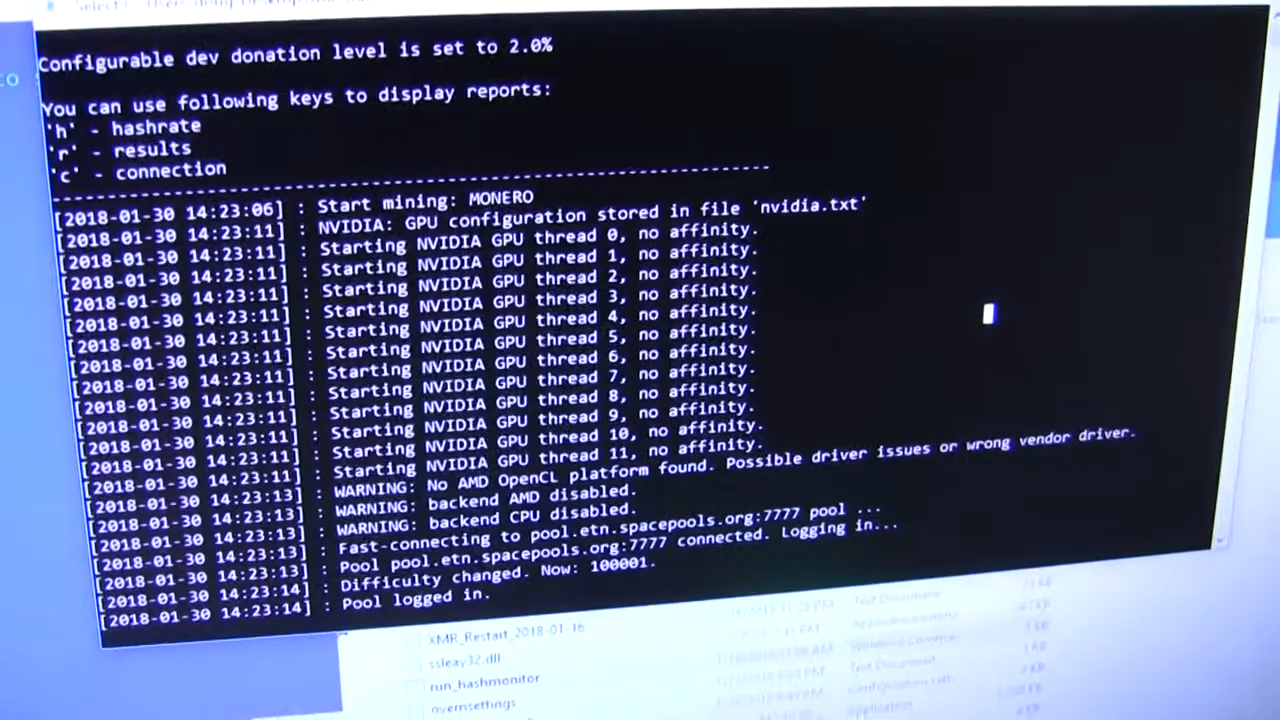 Configurable dev donation level is set to 2.0%
You can use following keys to display reports:
'h' - hashrate
'r' - results
'c' - connection
-------------------------------------------------------------------
[2018-01-30 14:23:06] : Start mining: MONERO
[2018-01-30 14:23:11] : NVIDIA: GPU configuration stored in file 'nvidia.txt'
[2018-01-30 14:23:11] : Starting NVIDIA GPU thread 0, no affinity.
[2018-01-30 14:23:11] : Starting NVIDIA GPU thread 1, no affinity.
[2018-01-30 14:23:11] : Starting NVIDIA GPU thread 2, no affinity.
[2018-01-30 14:23:11] : Starting NVIDIA GPU thread 3, no affinity.
[2018-01-30 14:23:11] : Starting NVIDIA GPU thread 4, no affinity.
[2018-01-30 14:23:11] : Starting NVIDIA GPU thread 5, no affinity.
[2018-01-30 14:23:11] : Starting NVIDIA GPU thread 6, no affinity.
[2018-01-30 14:23:11] : Starting NVIDIA GPU thread 7, no affinity.
[2018-01-30 14:23:11] : Starting NVIDIA GPU thread 8, no affinity.
[2018-01-30 14:23:11] : Starting NVIDIA GPU thread 9, no affinity.
[2018-01-30 14:23:11] : Starting NVIDIA GPU thread 10, no affinity.
[2018-01-30 14:23:11] : Starting NVIDIA GPU thread 11, no affinity.
[2018-01-30 14:23:13] : WARNING: No AMD OpenCL platform found. Possible driver issues or wrong vendor driver.
[2018-01-30 14:23:13] : WARNING: backend AMD disabled.
[2018-01-30 14:23:13] : WARNING: backend CPU disabled.
[2018-01-30 14:23:13] : Fast-connecting to pool.etn.spacepools.org:7777 pool ...
[2018-01-30 14:23:13] : Pool pool.etn.spacepools.org:7777 connected. Logging in...
[2018-01-30 14:23:14] : Difficulty changed. Now: 100001.
[2018-01-30 14:23:14] : Pool logged in.
Text Document
XMR_Restart_2018-01-16
ssleay32.dll
Text Document
run_hashmonitor
overnsettings
Application